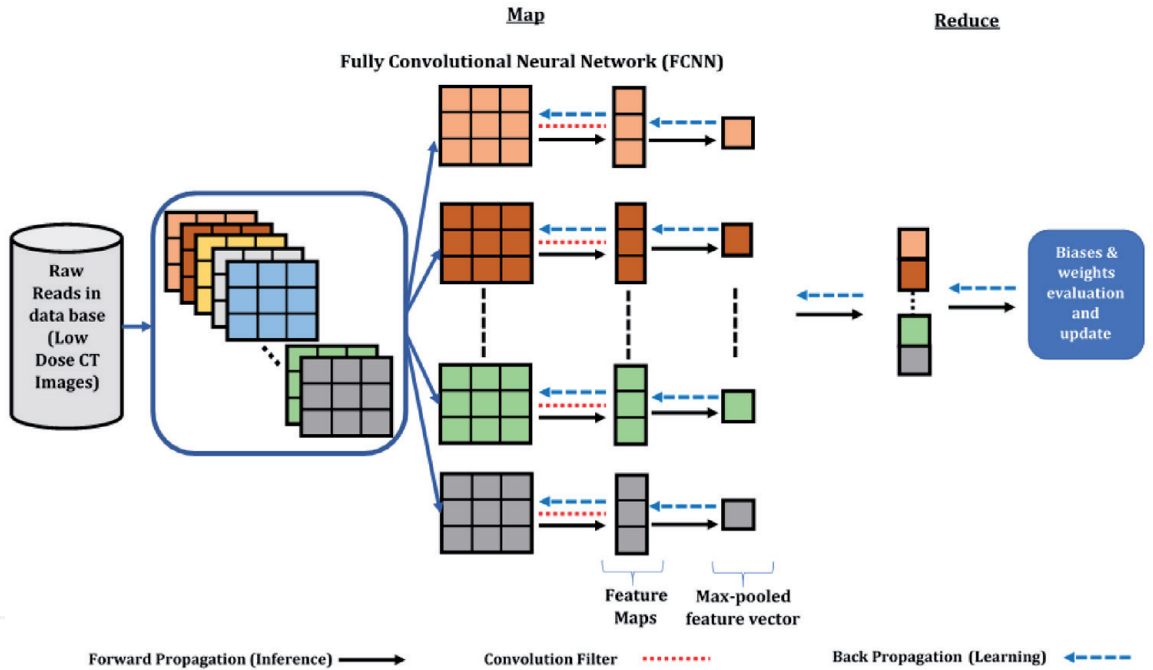 Map
Reduce
Fully Convolutional Neural Network (FCNN)
Raw
Reads in
data base
(Low
Dose CT
Images)
Biases &
weights
evaluation
and
update
Feature
Maps
Max-pooled
feature vector
Forward Propagation (Inference)
Convolution Filter
Back Propagation (Learning)